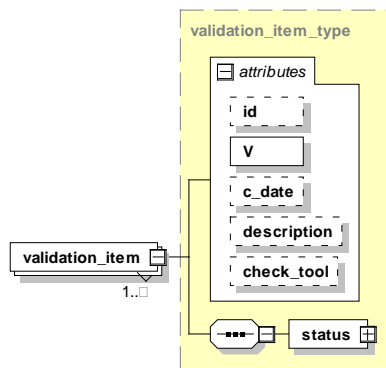 validation_item_type
attributes
id
V
c_date
description
check_tool
validation_item
1..□
status